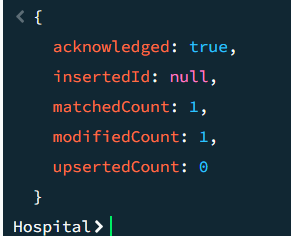 < {
acknowledged: true,
insertedId: null,
matchedCount: 1,
modifiedCount: 1,
upsertedCount: 0
}
Hospital>